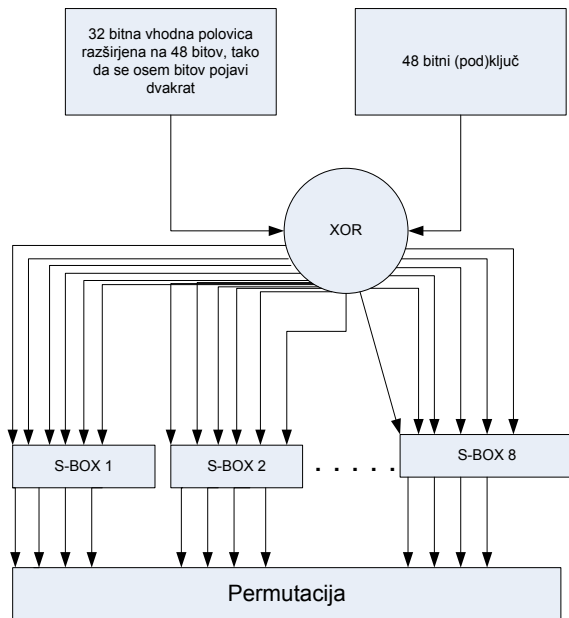 32 bitna vhodna polovica
razširjena na 48 bitov, tako
da se osem bitov pojavi
dvakrat
48 bitni (pod)ključ
XOR
S-BOX 1
S-BOX 2
. . . . .
S-BOX 8
Permutacija